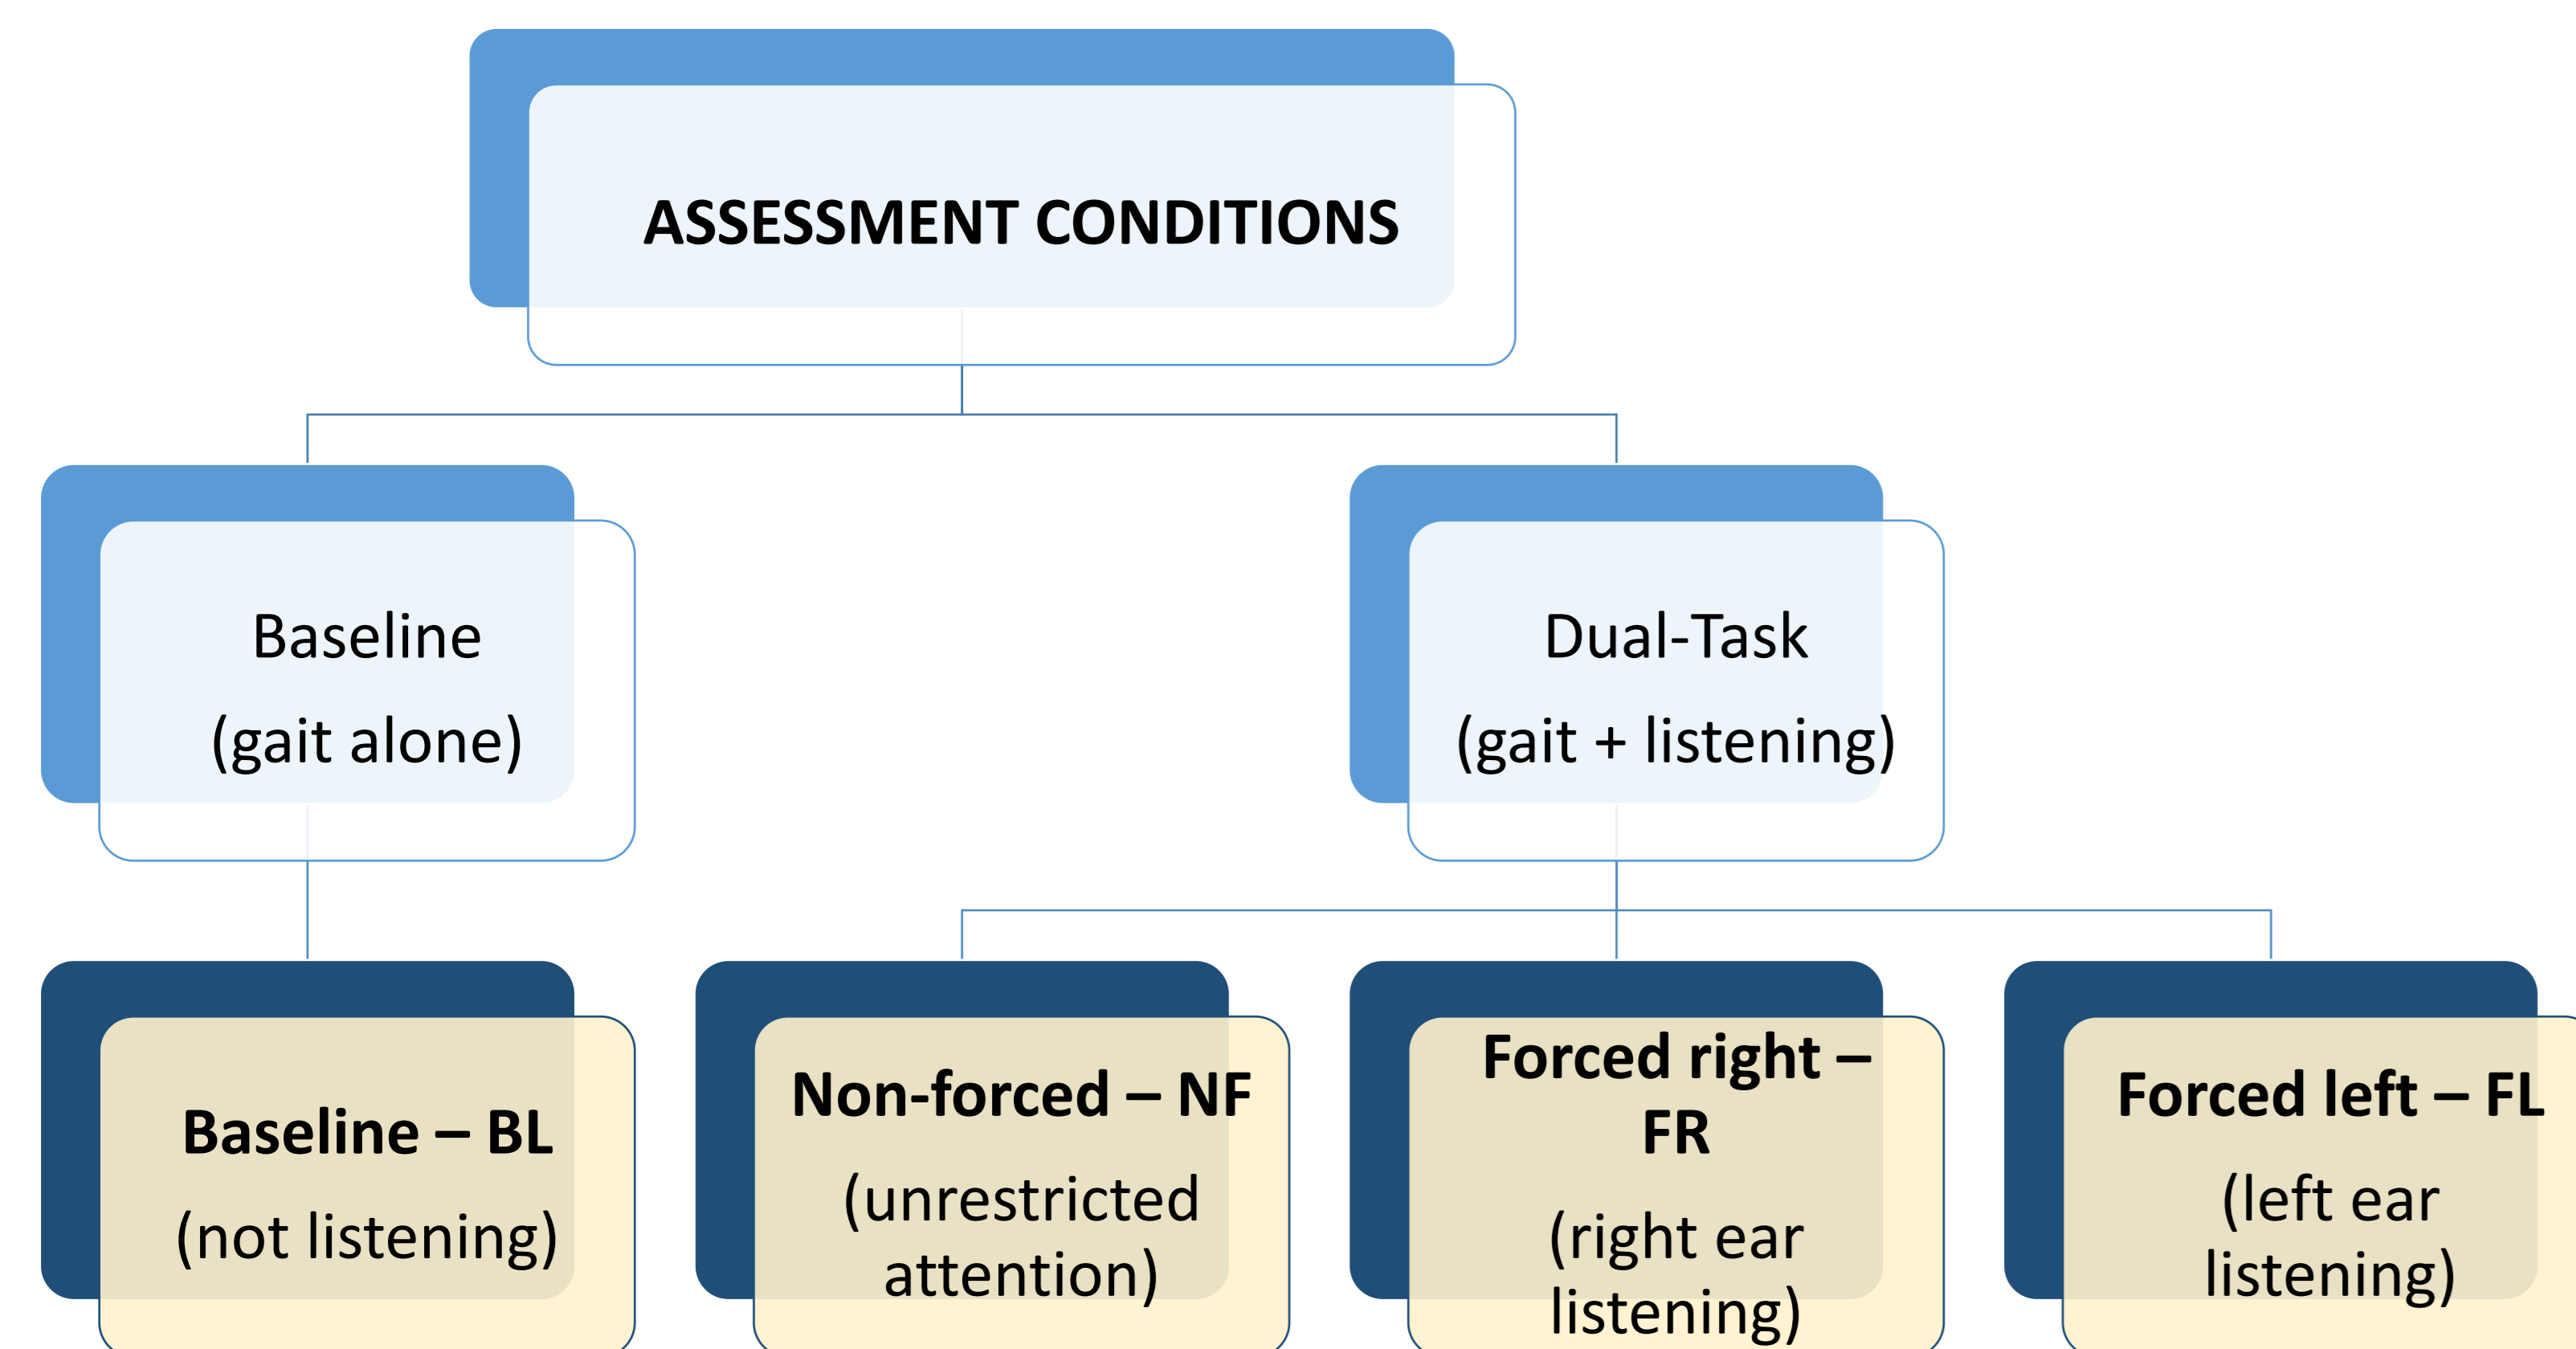 ASSESSMENT CONDITIONS
Baseline
(gait alone)
Dual-Task
(gait + listening)
Baseline – BL
(not listening)
Non-forced – NF
(unrestricted
attention)
Forced right –
FR
(right ear
listening)
Forced left – FL
(left ear
listening)